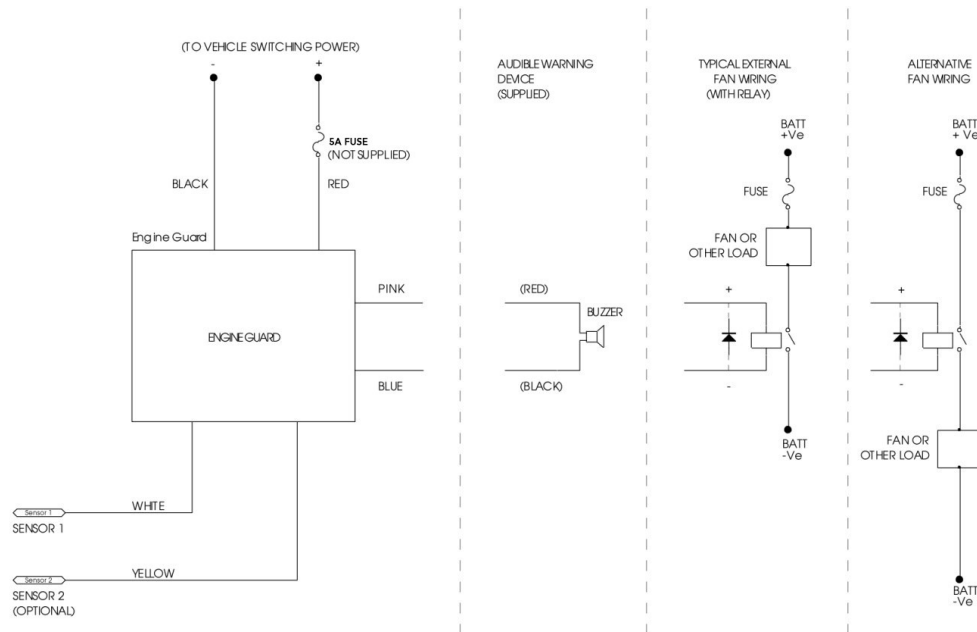 (TO VEHICLE SWITCHING POWER)
- +
5A FUSE
(NOT SUPPLIED)
BLACK
RED
Engine Guard
ENGINE GUARD
PINK
BLUE
WHITE
Sensor 1
SENSOR 1
YELLOW
Sensor 2
SENSOR 2
(OPTIONAL)
AUDIBLE WARNING
DEVICE
(SUPPLIED)
(RED)
BUZZER
(BLACK)
TYPICAL EXTERNAL
FAN WIRING
(WITH RELAY)
BATT
+Ve
FUSE
FAN OR
OTHER LOAD
+
-
BATT
-Ve
ALTERNATIVE
FAN WIRING
BATT
+ Ve
FUSE
+
-
FAN OR
OTHER LOAD
BATT
-Ve